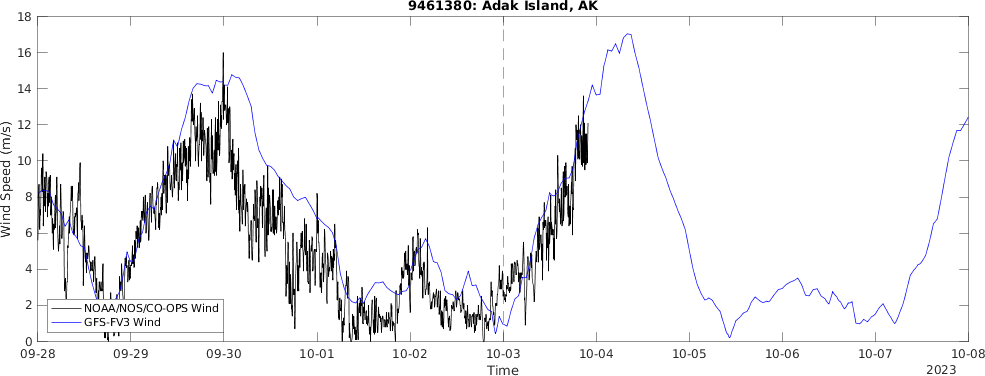 9461380: Adak Island, AK
18
16
14
12
10
8
6
4
2
0
Wind Speed (m/s)
NOAA/NOS/CO-OPS Wind
GFS-FV3 Wind
09-28 09-29 09-30 10-01 10-02 10-03 10-04 10-05 10-06 10-07 10-08
Time
2023